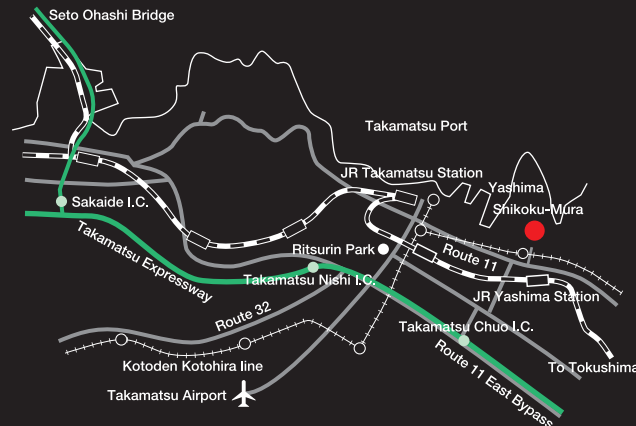 Seto Ohashi Bridge
Takamatsu Port
JR Takamatsu Station
Yashima
Shikoku-Mura
Sakaide I.C.
Takamatsu Expressway
Ritsurin Park
Route 11
Takamatsu Nishi I.C.
JR Yashima Station
Route 32
Takamatsu Chuo I.C.
Kotoden Kotohira line
To Tokushima
Takamatsu Airport
Route 11 East Bypass